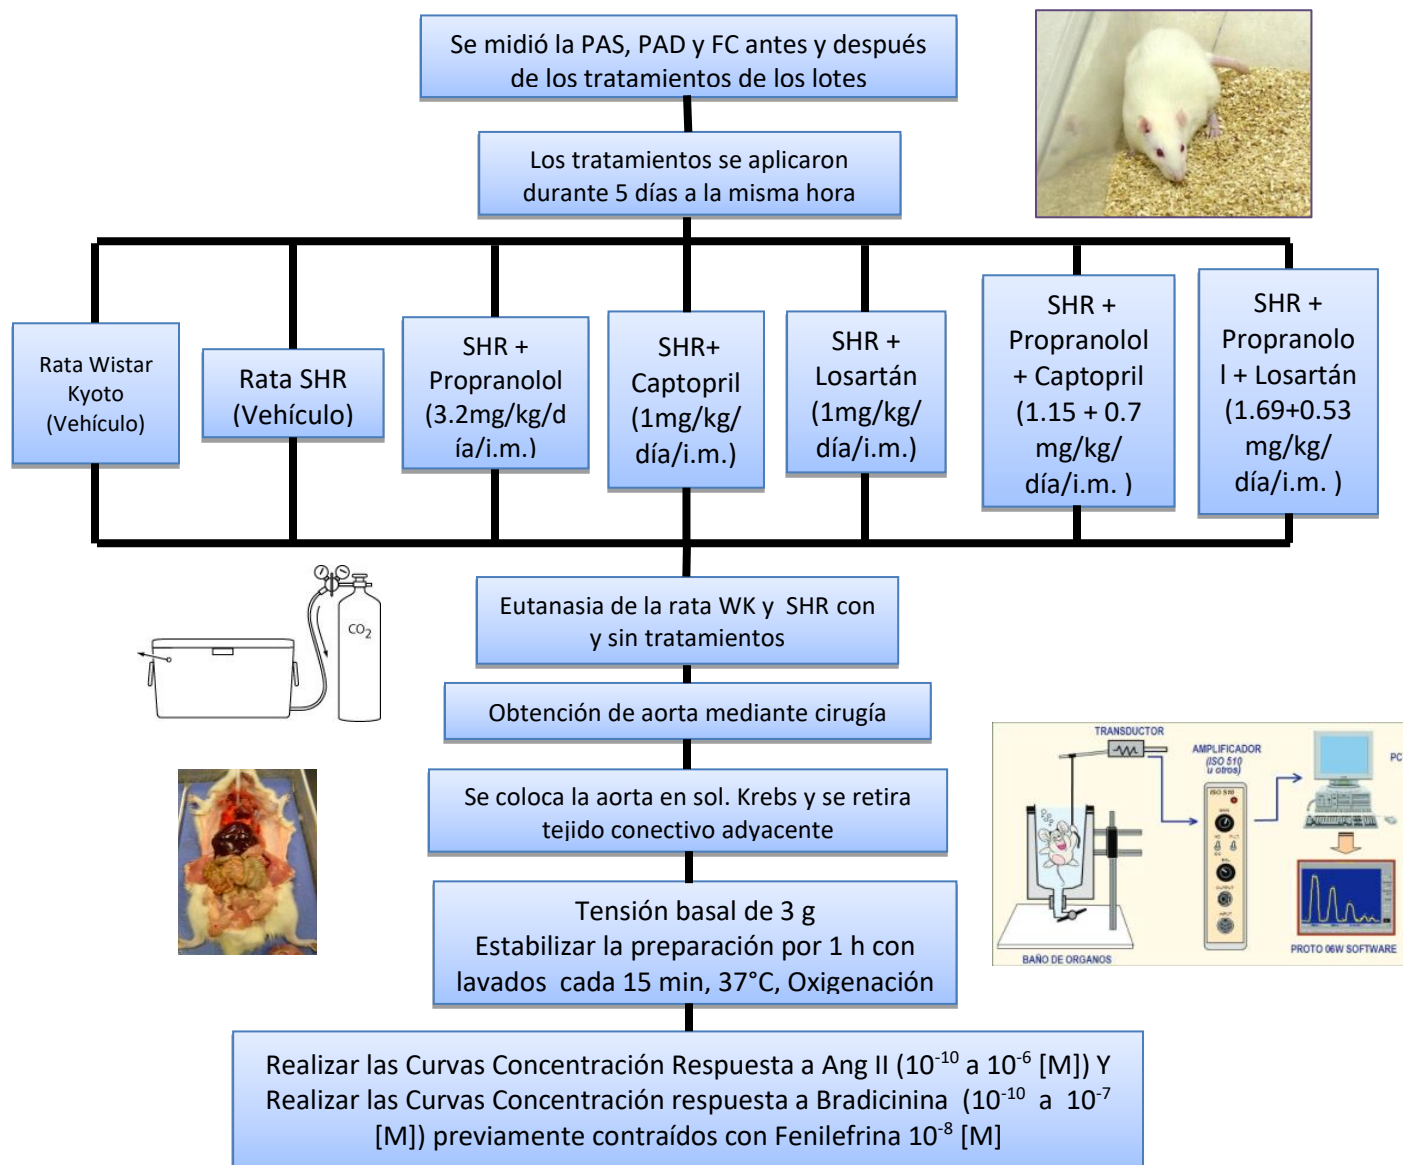 Se midió la PAS, PAD y FC antes y después
de los tratamientos de los lotes
Los tratamientos se aplicaron
durante 5 días a la misma hora
Rata Wistar
Kyoto
(Vehículo)
Rata SHR
(Vehículo)
SHR +
Propranolol
(3.2mg/kg/d
ía/i.m.)
SHR+
Captopril
(1mg/kg/
día/i.m.)
SHR +
Losartán
(1mg/kg/
día/i.m.)
SHR +
Propranolol
+ Captopril
(1.15 + 0.7
mg/kg/
día/i.m. )
SHR +
Propranolo
l + Losartán
(1.69+0.53
mg/kg/
día/i.m. )
Eutanasia de la rata WK y SHR con
y sin tratamientos
CO2
Obtención de aorta mediante cirugía
Se coloca la aorta en sol. Krebs y se retira
tejido conectivo adyacente
Tensión basal de 3 g
Estabilizar la preparación por 1 h con
lavados cada 15 min, 37°C, Oxigenación
TRANSDUCTOR
AMPLIFICADOR
(ISO 510
u otros)
PC
ISO 510
OUTPUT
INPUT
BAÑO DE ORGANOS
PROTO 06W SOFTWARE
Realizar las Curvas Concentración Respuesta a Ang II (10⁻¹⁰ a 10⁻⁶ [M]) Y
Realizar las Curvas Concentración respuesta a Bradicinina (10⁻¹⁰ a 10⁻⁷
[M]) previamente contraídos con Fenilefrina 10⁻⁸ [M]